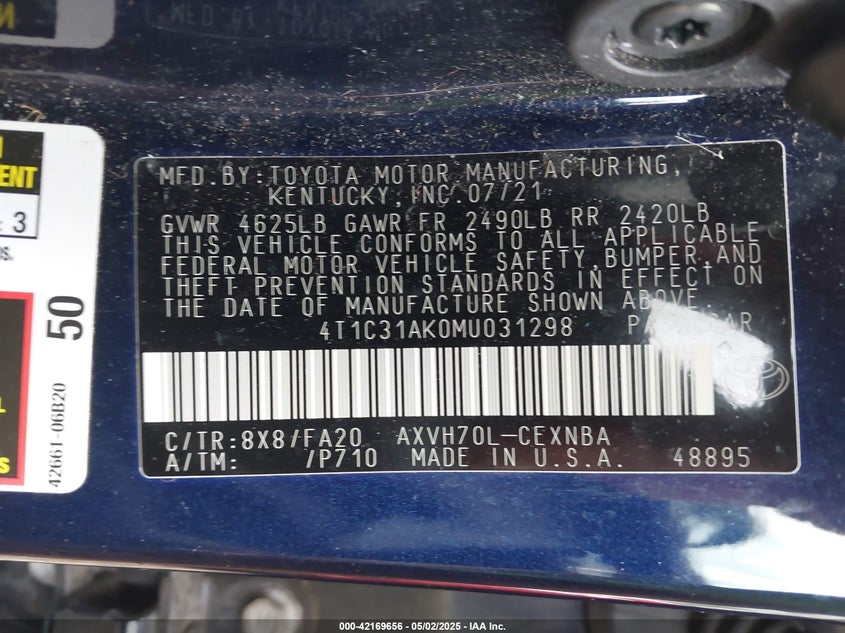 MFD.BY:TOYOTA MOTOR MANUFACTURING,
KENTUCKY,INC.07/21
GVWR 4625LB GAWR FR 2490LB RR 2420LB
THIS VEHICLE CONFORMS TO ALL APPLICABLE
FEDERAL MOTOR VEHICLE SAFETY,BUMPER,AND
THEFT PREVENTION STANDARDS IN EFFECT ON
THE DATE OF MANUFACTURE SHOWN ABOVE.
4T1C31AK0MU031298
C/TR:8X8/FA20 AXVH70L-CEXNBA
A/TM: /P710 MADE IN U.S.A. 48895
3
50
42661-06B20
000-42169656 - 05/02/2025 - IAA Inc.